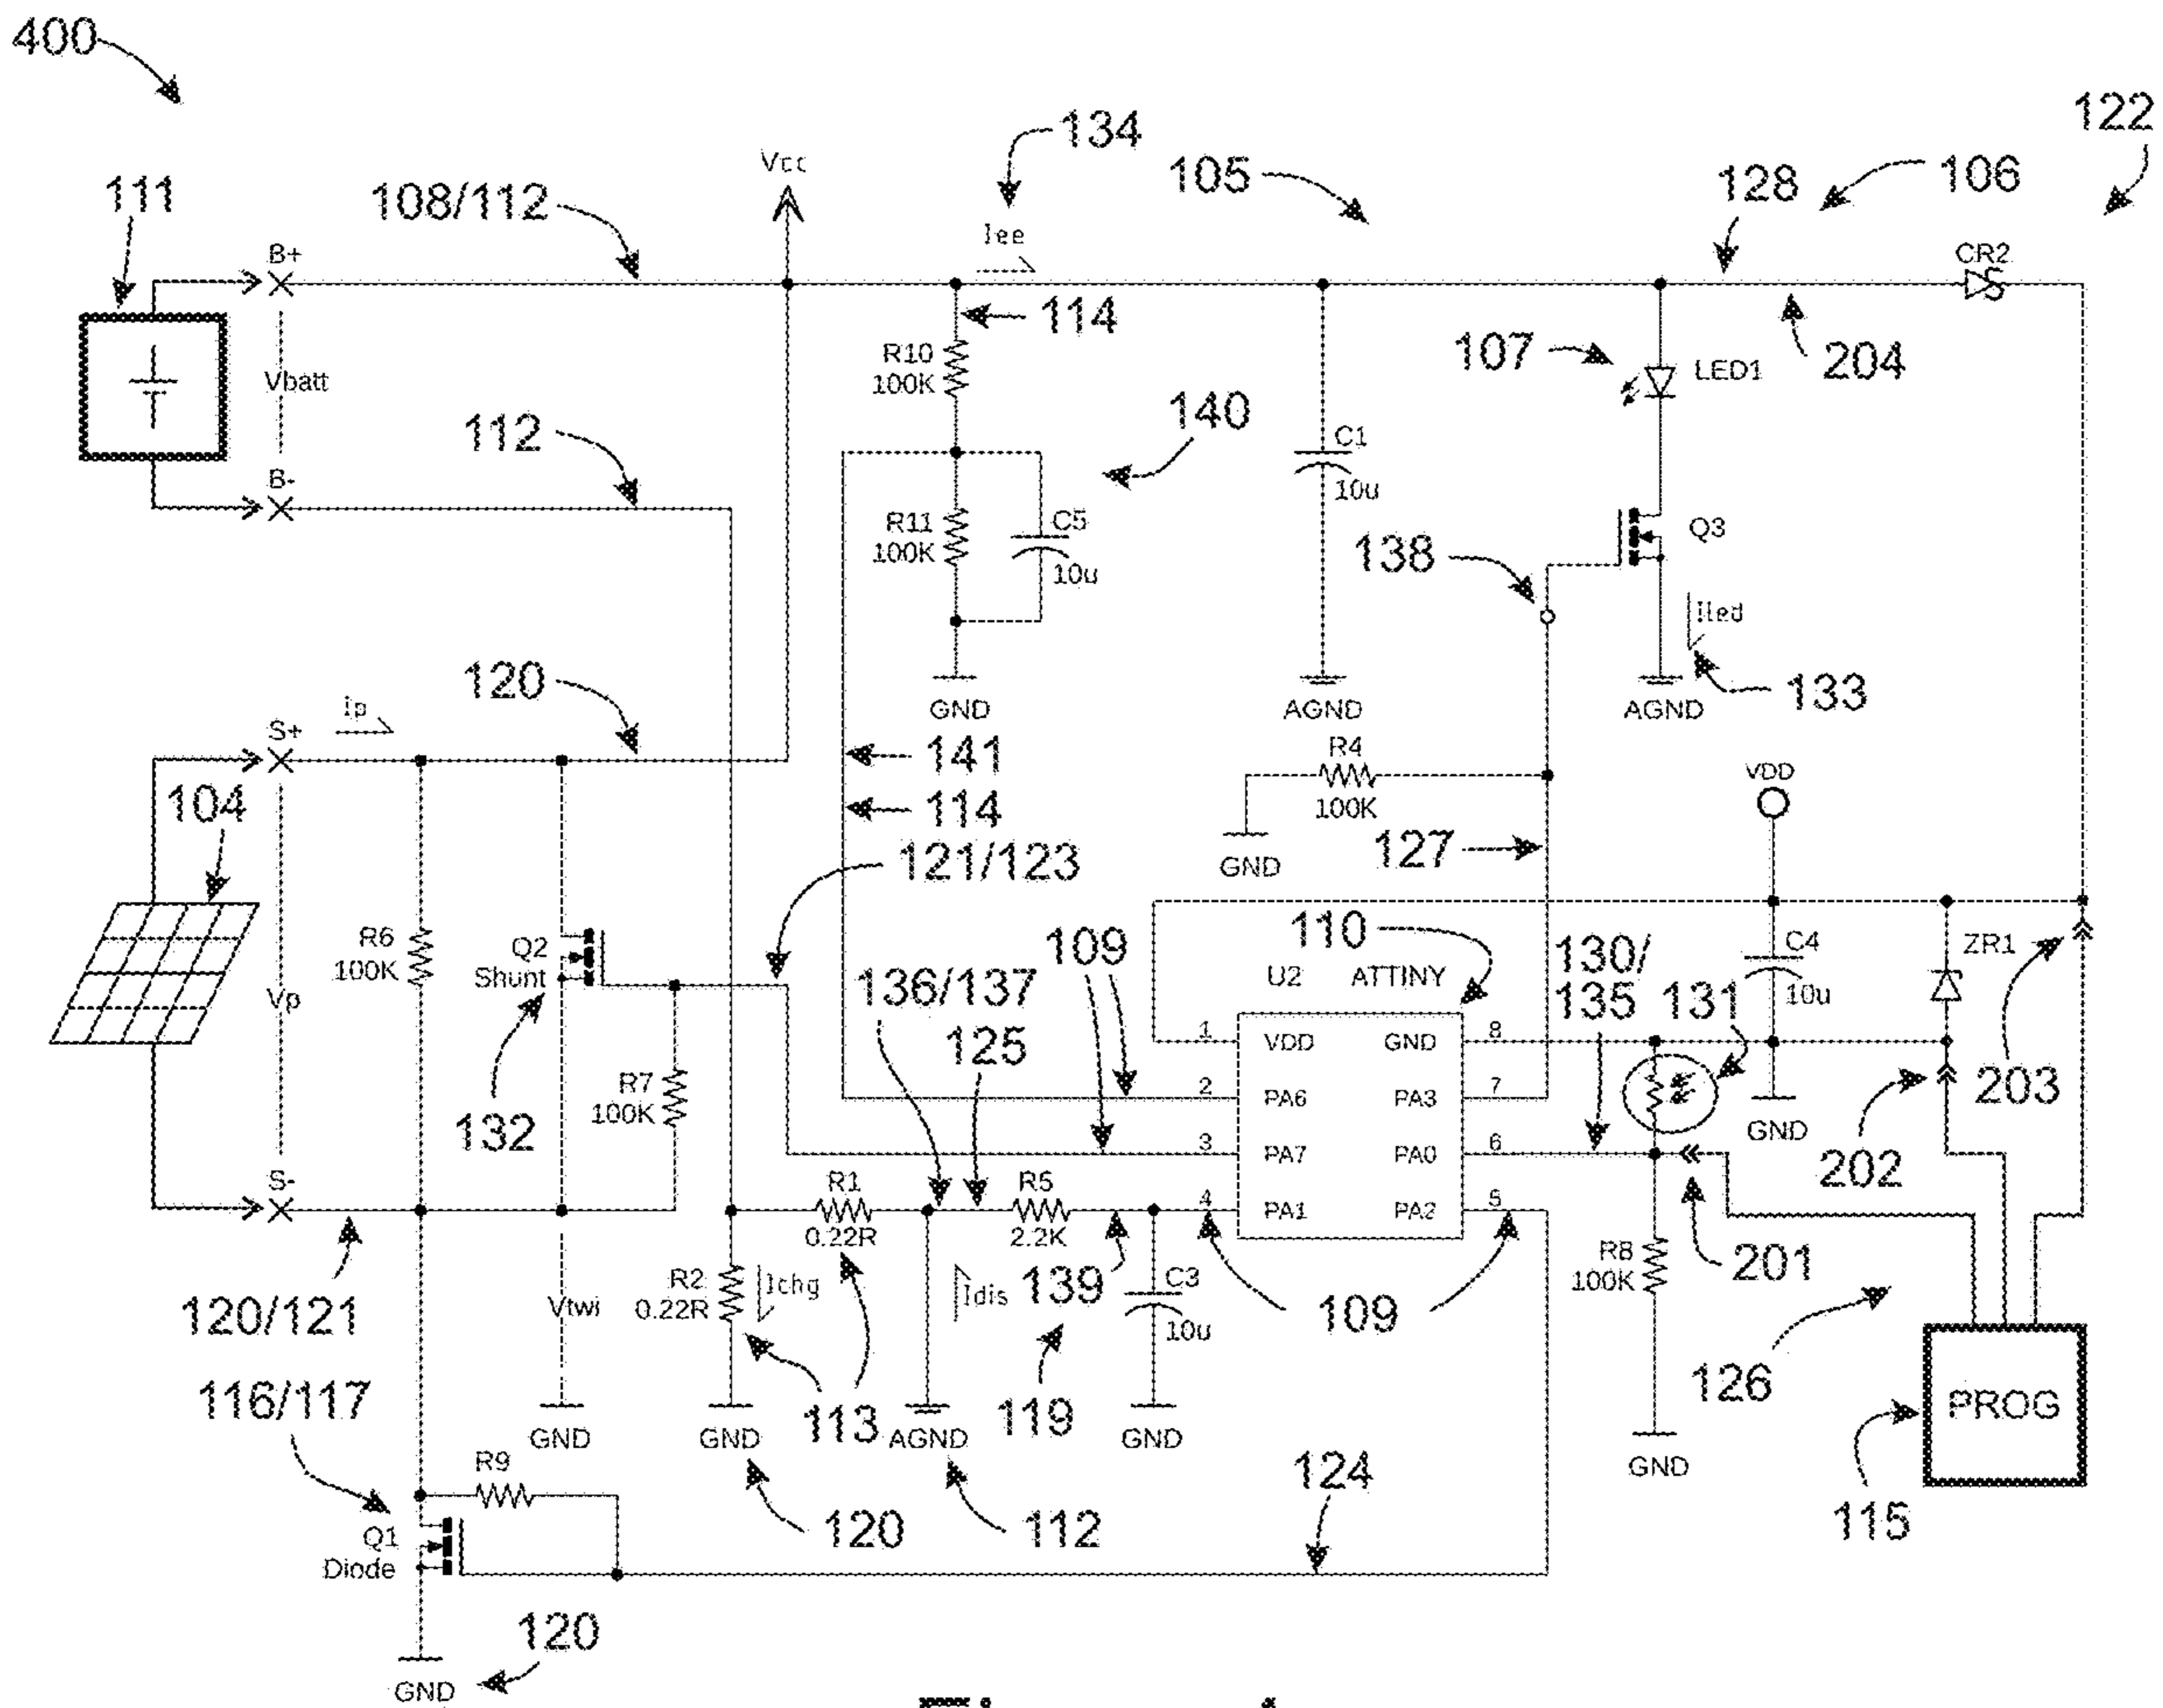 400
122
134
Vcc
105
128
106
111
108/112
Iee
B+
CR2
114
R10
100K
107
LED1
204
Vbatt
140
112
C1
10u
B-
R11
100K
C5
10u
138
Q3
Iled
GND
AGND
AGND
133
120
Ip
S+
141
R4
100K
VDD
104
114
GND
127
121/123
110
R6
100K
Q2
Shunt
109
130/
135
131
C4
10u
ZR1
U2
ATTINY
136/137
125
Vp
1
VDD
GND
8
203
132
R7
100K
2
PA6
PA3
7
GND
3
PA7
PA0
6
202
S-
R1
0.22R
R5
2.2K
4
PA1
PA2
5
120/121
Vtwi
R2
0.22R
Ichg
Idis
139
C3
10u
109
R8
100K
201
126
116/117
GND
GND
113
AGND
119
GND
GND
PROG
R9
124
120
112
115
Q1
Diode
120
GND